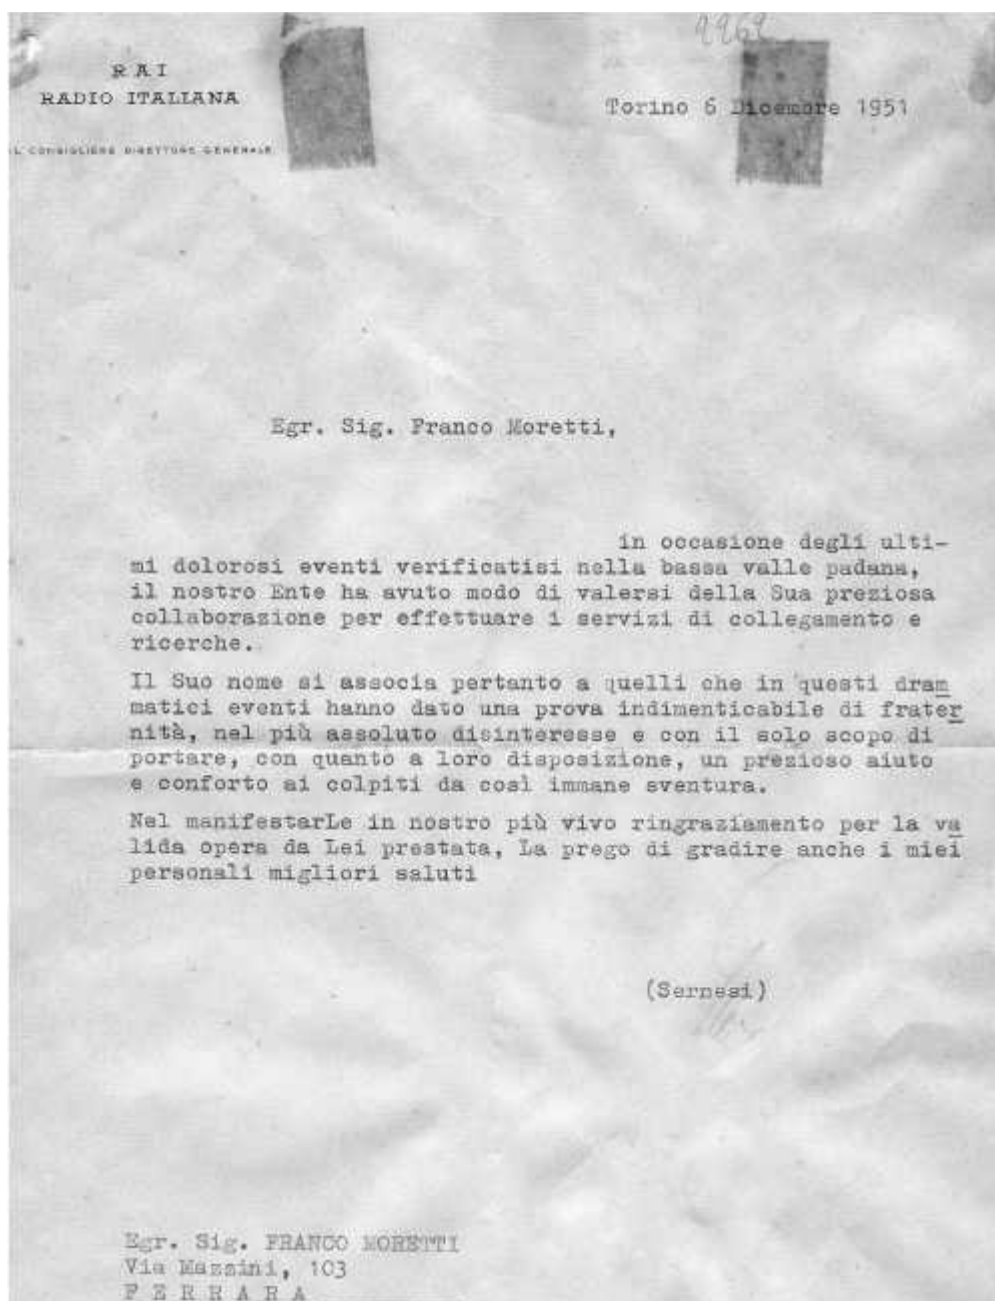 RAI
RADIO ITALIANA
IL CONSIGLIERE DIRETTORE GENERALE
2262
Torino 6 Dicembre 1951
Egr. Sig. Franco Moretti,
in occasione degli ulti-
mi dolorosi eventi verificatisi nella bassa valle padana,
il nostro Ente ha avuto modo di valersi della Sua preziosa
collaborazione per effettuare i servizi di collegamento e
ricerche.
Il Suo nome si associa pertanto a quelli che in questi dram
matici eventi hanno dato una prova indimenticabile di frater
nità, nel più assoluto disinteresse e con il solo scopo di
portare, con quanto a loro disposizione, un prezioso aiuto
e conforto ai colpiti da così immane sventura.
Nel manifestarLe in nostro più vivo ringraziamento per la va
lida opera da Lei prestata, La prego di gradire anche i miei
personali migliori saluti
(Sernesi)
Egr. Sig. FRANCO MORETTI
Via Mazzini, 103
F E R R A R A